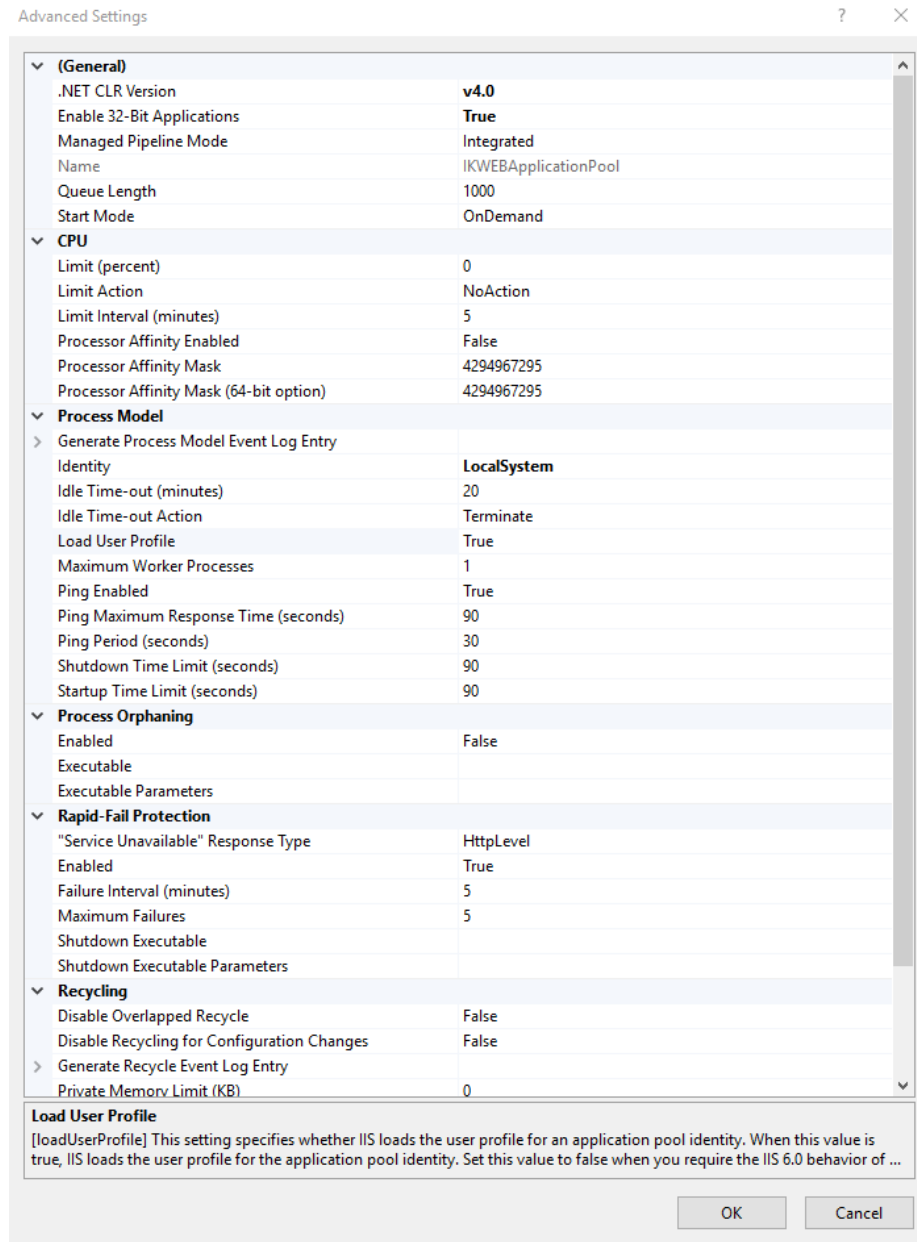 Advanced Settings ? ×
(General)
.NET CLR Version v4.0
Enable 32-Bit Applications True
Managed Pipeline Mode Integrated
Name IKWEBApplicationPool
Queue Length 1000
Start Mode OnDemand
CPU
Limit (percent) 0
Limit Action NoAction
Limit Interval (minutes) 5
Processor Affinity Enabled False
Processor Affinity Mask 4294967295
Processor Affinity Mask (64-bit option) 4294967295
Process Model
Generate Process Model Event Log Entry
Identity LocalSystem
Idle Time-out (minutes) 20
Idle Time-out Action Terminate
Load User Profile True
Maximum Worker Processes 1
Ping Enabled True
Ping Maximum Response Time (seconds) 90
Ping Period (seconds) 30
Shutdown Time Limit (seconds) 90
Startup Time Limit (seconds) 90
Process Orphaning
Enabled False
Executable
Executable Parameters
Rapid-Fail Protection
"Service Unavailable" Response Type HttpLevel
Enabled True
Failure Interval (minutes) 5
Maximum Failures 5
Shutdown Executable
Shutdown Executable Parameters
Recycling
Disable Overlapped Recycle False
Disable Recycling for Configuration Changes False
Generate Recycle Event Log Entry
Private Memory Limit (KB) 0
Load User Profile
[loadUserProfile] This setting specifies whether IIS loads the user profile for an application pool identity. When this value is
true, IIS loads the user profile for the application pool identity. Set this value to false when you require the IIS 6.0 behavior of ...
OK Cancel